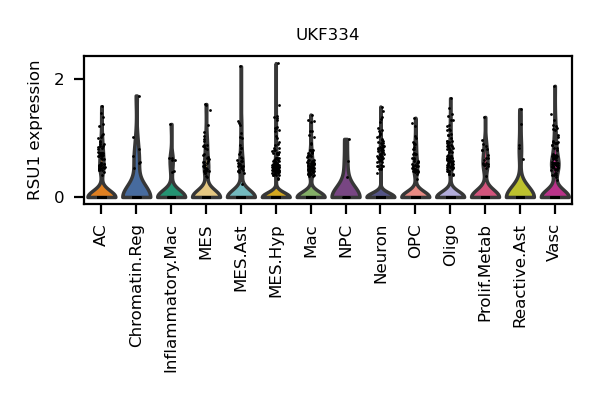 UKF334
RSU1 expression
2
0
AC
Chromatin.Reg
Inflammatory.Mac
MES
MES.Ast
MES.Hyp
Mac
NPC
Neuron
OPC
Oligo
Prolif.Metab
Reactive.Ast
Vasc